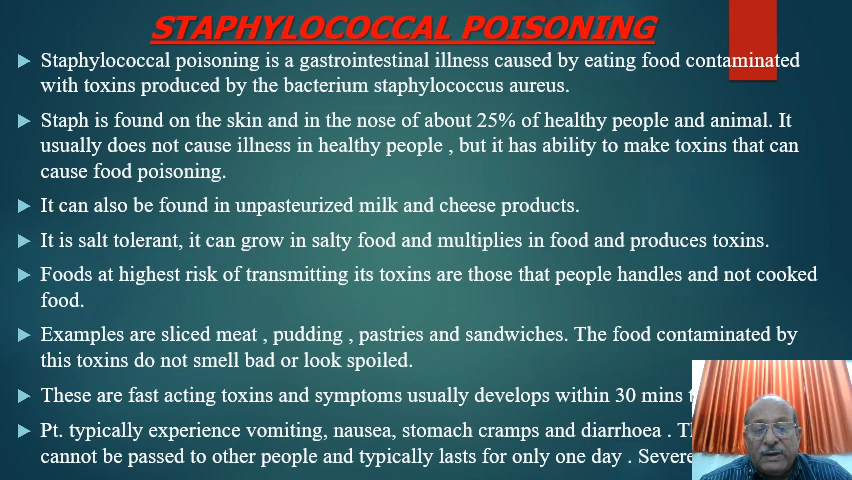 STAPHYLOCOCCAL POISONING
Staphylococcal poisoning is a gastrointestinal illness caused by eating food contaminated
with toxins produced by the bacterium staphylococcus aureus.
Staph is found on the skin and in the nose of about 25% of healthy people and animal. It
usually does not cause illness in healthy people , but it has ability to make toxins that can
cause food poisoning.
It can also be found in unpasteurized milk and cheese products.
It is salt tolerant, it can grow in salty food and multiplies in food and produces toxins.
Foods at highest risk of transmitting its toxins are those that people handles and not cooked
food.
Examples are sliced meat , pudding , pastries and sandwiches. The food contaminated by
this toxins do not smell bad or look spoiled.
These are fast acting toxins and symptoms usually develops within 30 mins
Pt. typically experience vomiting, nausea, stomach cramps and diarrhoea .
cannot be passed to other people and typically lasts for only one day . Severe